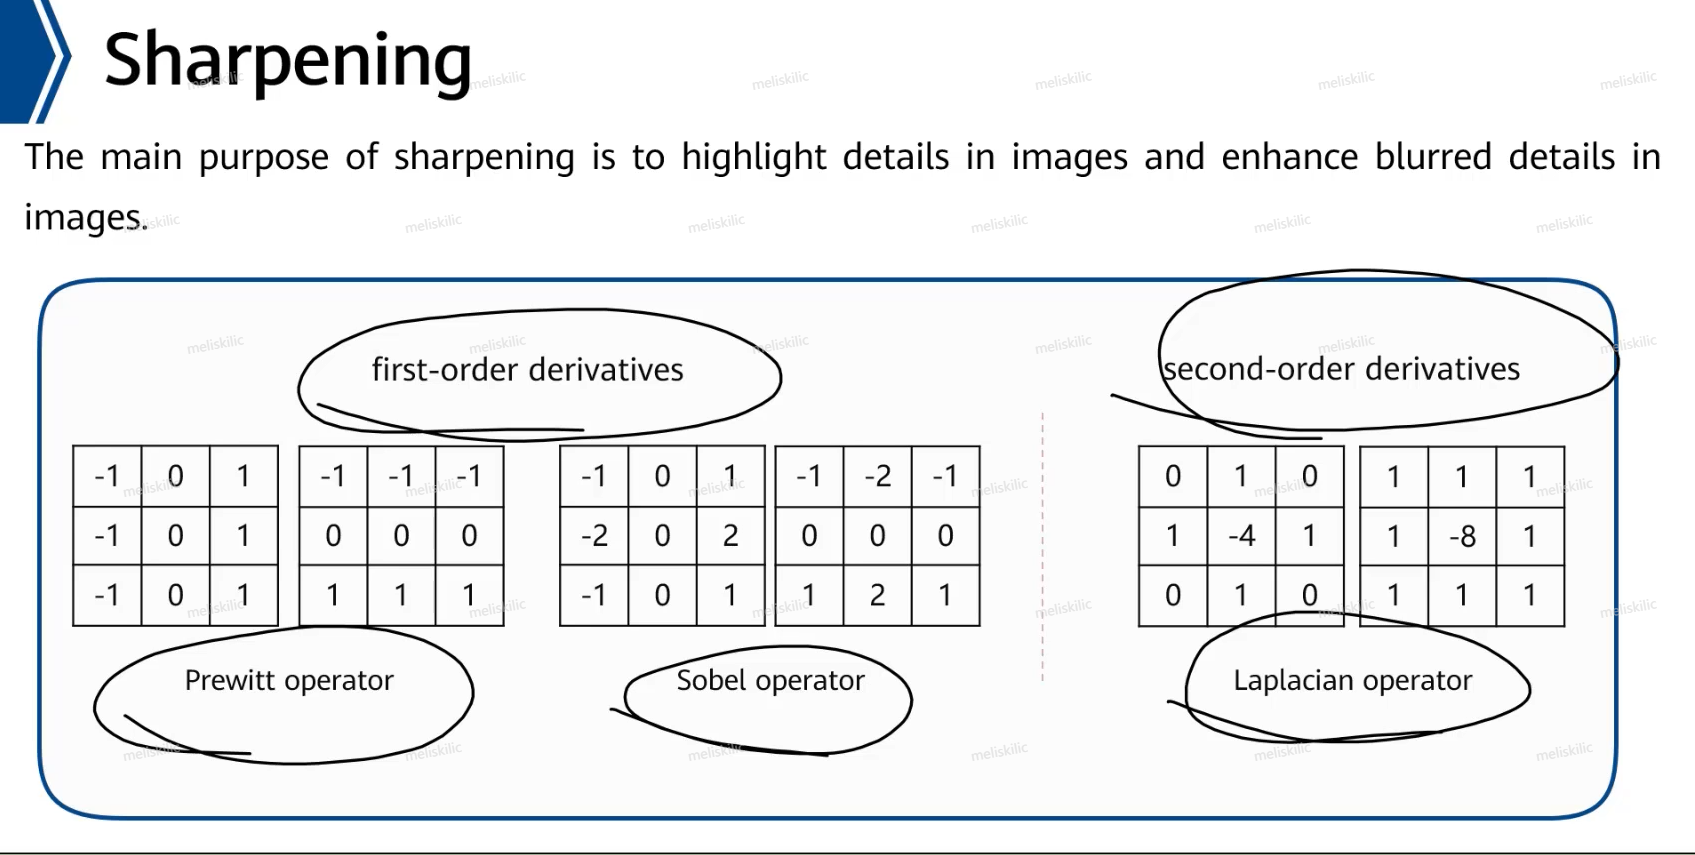 Sharpening
The main purpose of sharpening is to highlight details in images and enhance blurred details in
images.
first-order derivatives
second-order derivatives
-1 0 1 -1 -1 -1 -1 0 1 -1 -2 -1 0 1 0 1 1 1
-1 0 1 0 0 0 -2 0 2 0 0 0 1 -4 1 1 -8 1
-1 0 1 1 1 1 -1 0 1 1 2 1 0 1 0 1 1 1
Prewitt operator
Sobel operator
Laplacian operator
meliskilic